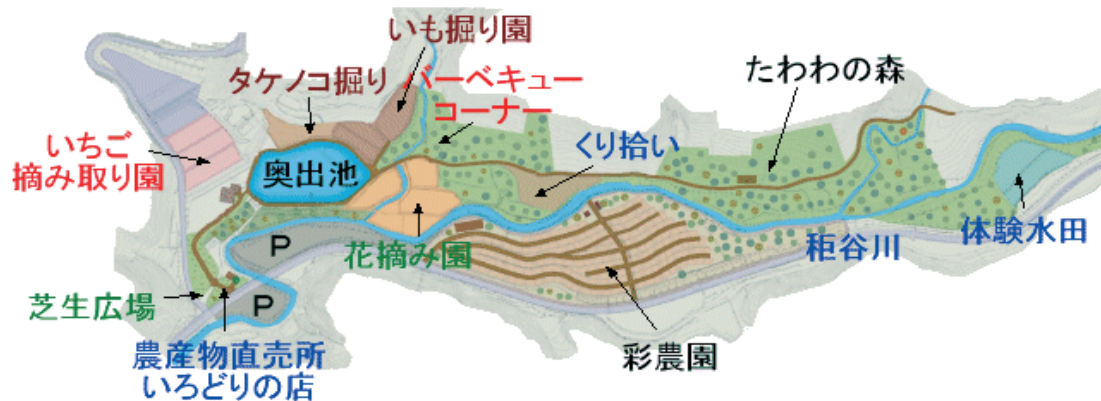 いも掘り園
タケノコ掘り
バーベキュー
コーナー
たわわの森
いちご
摘み取り園
奥出池
くり拾い
体験水田
秬谷川
花摘み園
P
P
芝生広場
農産物直売所
いろどりの店
彩農園